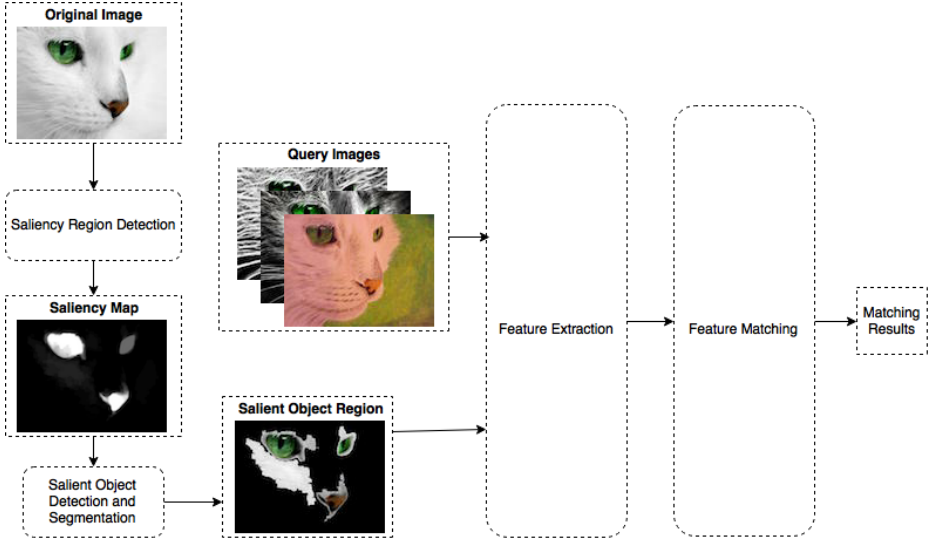 Original Image
Saliency Region Detection
Saliency Map
Salient Object
Detection and
Segmentation
Query Images
Salient Object Region
Feature Extraction
Feature Matching
Matching
Results